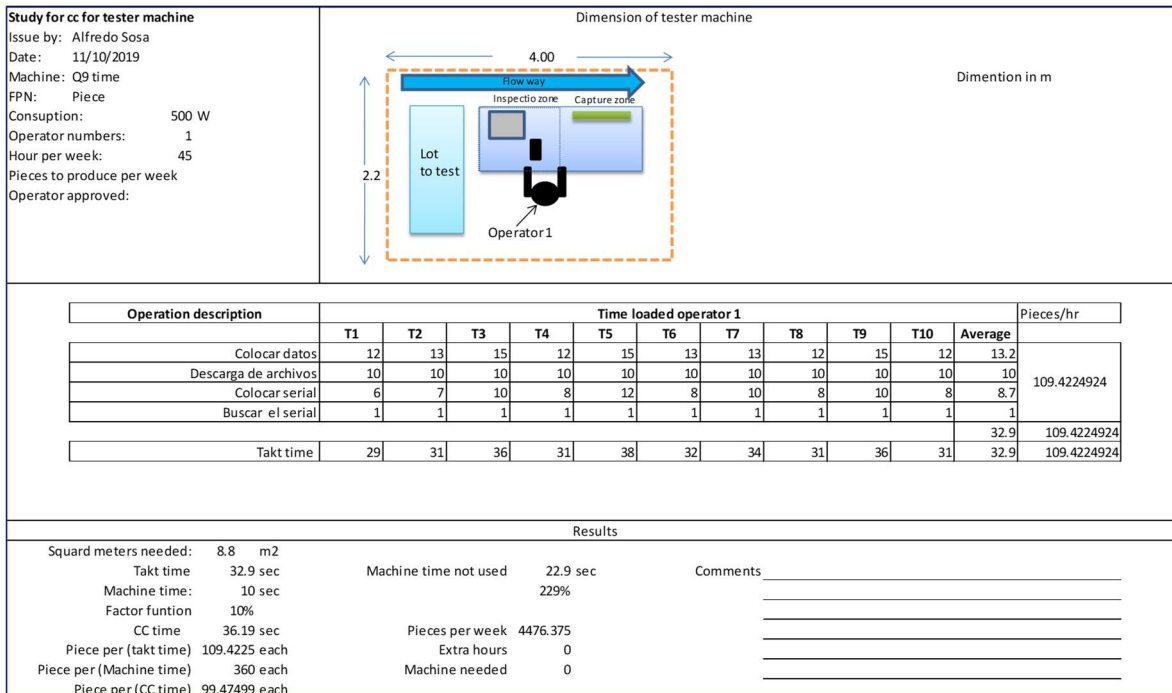 Study for cc for tester machine
Issue by: Alfredo Sosa
Date: 11/10/2019
Machine: Q9 time
FPN: Piece
Consuption: 500 W
Operator numbers: 1
Hour per week: 45
Pieces to produce per week
Operator approved:
Dimension of tester machine
4.00
Dimention in m
Flow way
Inspectio zone Capture zone
Lot
to test
2.2
Operator 1
Operation description Time loaded operator 1 Pieces/hr
T1 T2 T3 T4 T5 T6 T7 T8 T9 T10 Average
Colocar datos 12 13 15 12 15 13 13 12 15 12 13.2
Descarga de archivos 10 10 10 10 10 10 10 10 10 10 10
109.4224924
Colocar serial 6 7 10 8 12 8 10 8 10 8 8.7
Buscar el serial 1 1 1 1 1 1 1 1 1 1 1
32.9 109.4224924
Takt time 29 31 36 31 38 32 34 31 36 31 32.9 109.4224924
Results
Squard meters needed: 8.8 m2
Takt time 32.9 sec Machine time not used 22.9 sec Comments
Machine time: 10 sec 229%
Factor funtion 10%
CC time 36.19 sec Pieces per week 4476.375
Piece per (takt time) 109.4225 each Extra hours 0
Piece per (Machine time) 360 each Machine needed 0
Piece per (CC time) 99.47499 each